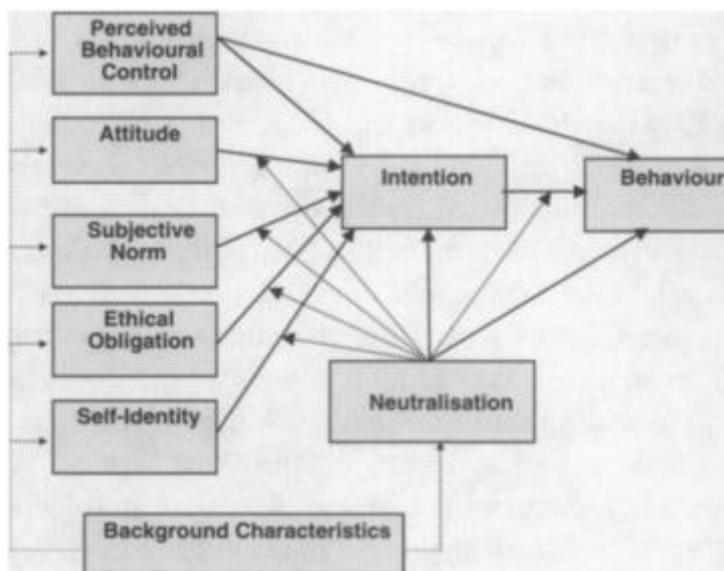 Perceived
Behavioural
Control
Attitude
Intention
Behaviour
Subjective
Norm
Ethical
Obligation
Neutralisation
Self-Identity
Background Characteristics